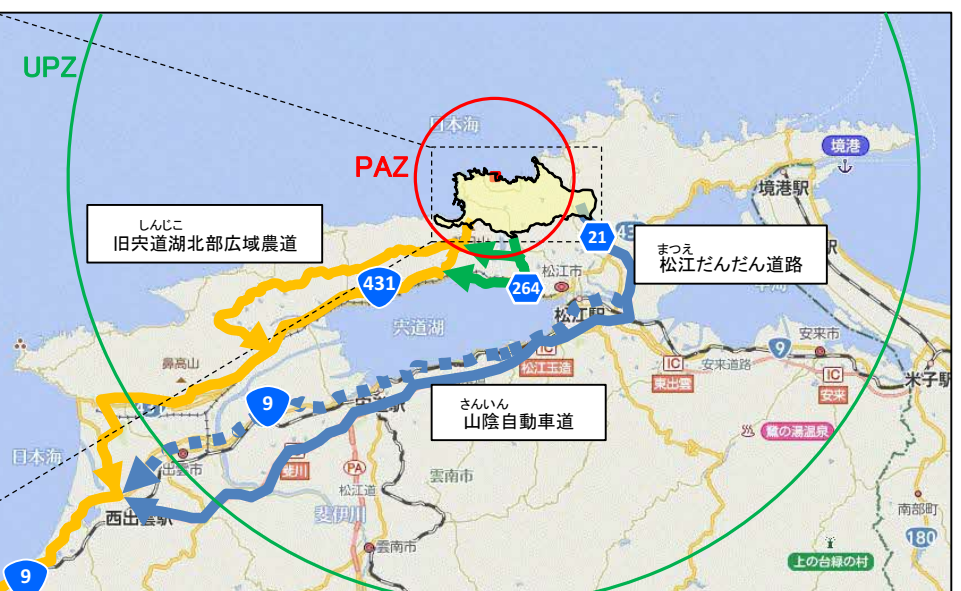 UPZ
日本海
PAZ
境港
境港駅
しんじこ
旧宍道湖北部広域農道
21
まつえ
松江だんだん道路
431
264
松江市
松江駅
宍道湖
鼻高山
IC
松江玉造
IC
東出雲
安来道路
9
安来市
IC
安来
米子駅
9
さんいん
山陰自動車道
鷺の湯温泉
日本海
出雲市
斐川
PA
松江道
雲南市
斐伊川
西出雲駅
雲南市
南部町
180
上の台緑の村
9